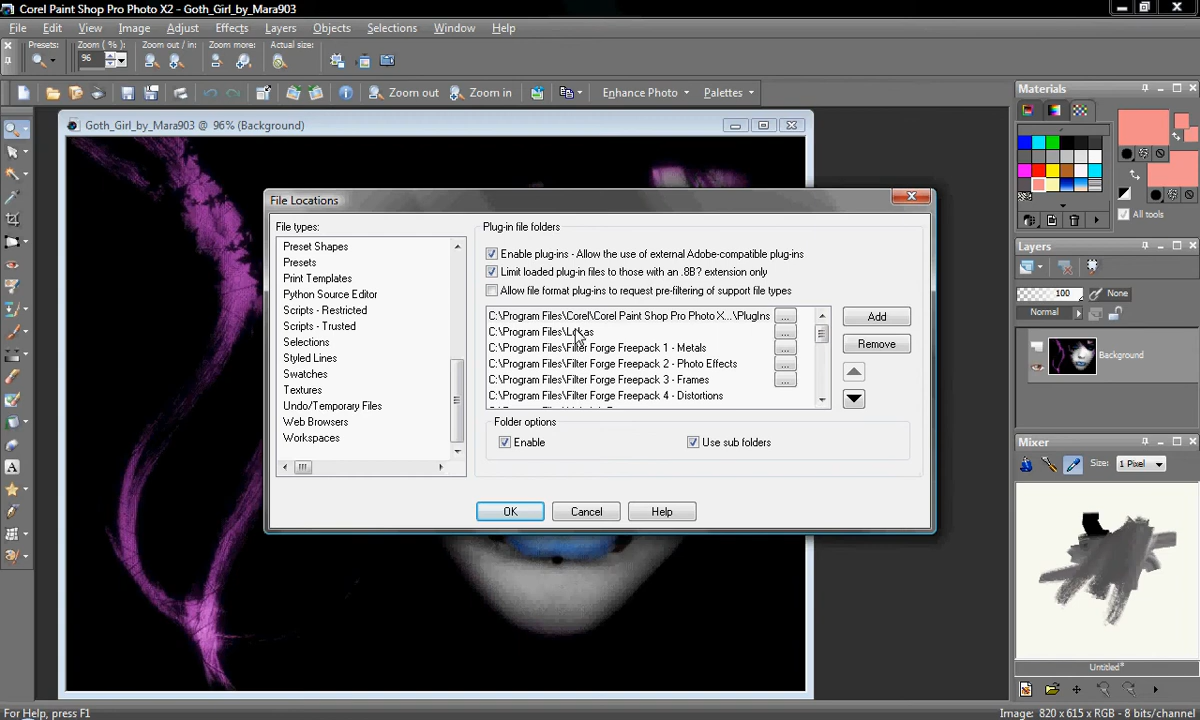 Corel Paint Shop Pro Photo X2 - Goth_Girl_by_Mara903
File Edit View Image Adjust Effects Layers Objects Selections Window Help
Presets: Zoom ( % ): Zoom out / in: Zoom more: Actual size:
96
Zoom out Zoom in Enhance Photo Palettes
Goth_Girl_by_Mara903 @ 96% (Background)
File Locations
File types:
Preset Shapes
Presets
Print Templates
Python Source Editor
Scripts - Restricted
Scripts - Trusted
Selections
Styled Lines
Swatches
Textures
Undo/Temporary Files
Web Browsers
Workspaces
Plug-in file folders
Enable plug-ins - Allow the use of external Adobe-compatible plug-ins
Limit loaded plug-in files to those with an .8B? extension only
Allow file format plug-ins to request pre-filtering of support file types
C:\Program Files\Corel\Corel Paint Shop Pro Photo X...\PlugIns ...
C:\Program Files\Lokas ...
C:\Program Files\Filter Forge Freepack 1 - Metals ...
C:\Program Files\Filter Forge Freepack 2 - Photo Effects ...
C:\Program Files\Filter Forge Freepack 3 - Frames ...
C:\Program Files\Filter Forge Freepack 4 - Distortions
Add
Remove
Folder options
Enable Use sub folders
OK Cancel Help
Materials
All tools
Layers
100 None
Normal
Background
Mixer
Size: 1 Pixel
Untitled*
For Help, press F1
Image: 820 x 615 x RGB - 8 bits/channel